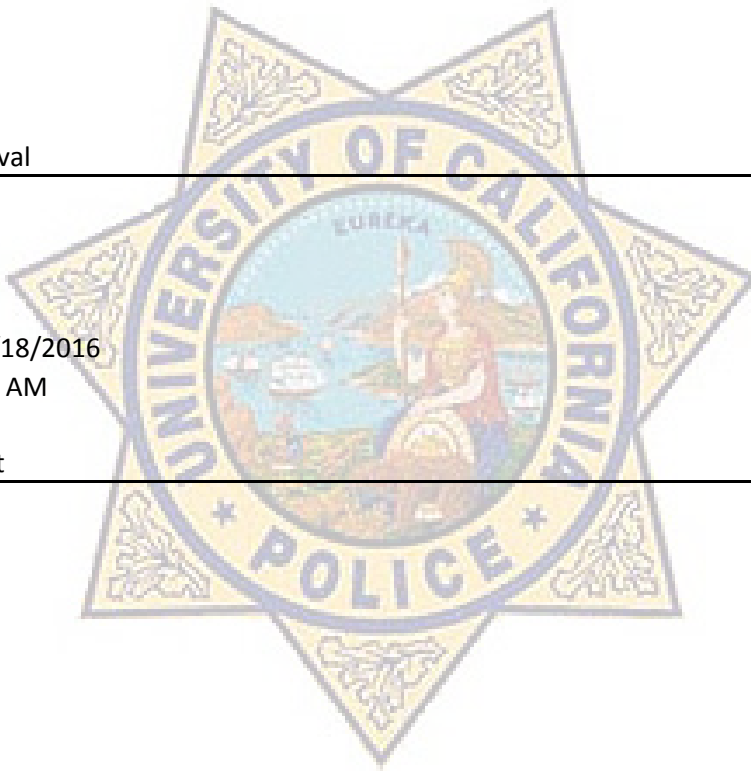 val
UNIVERSITY OF CALIFORNIA
EUREKA
18/2016
AM
t
POLICE